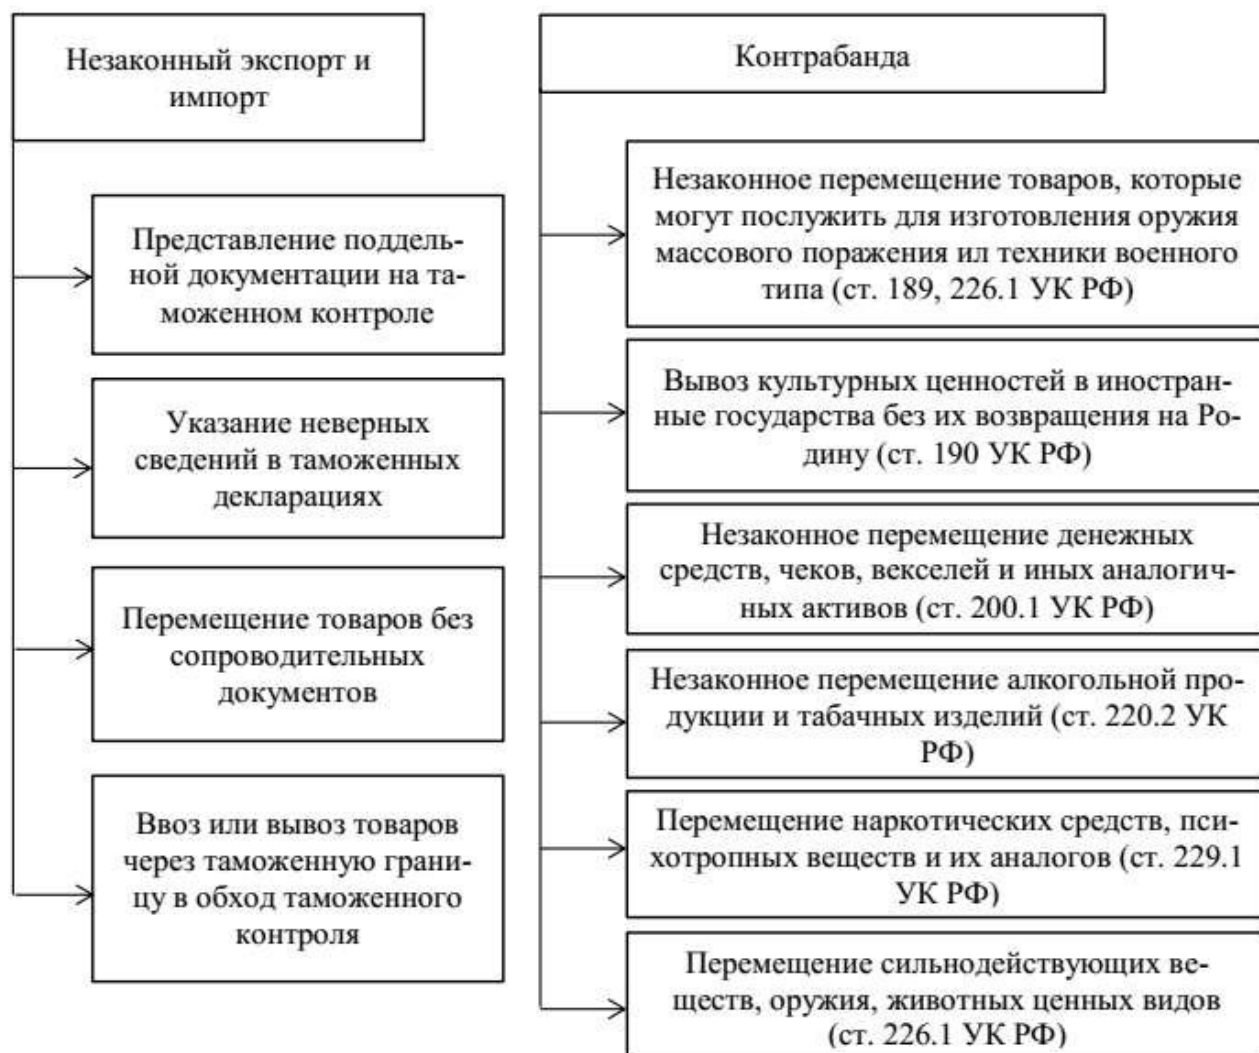 Незаконный экспорт и
импорт
Представление поддель-
ной документации на та-
моженном контроле
Указание неверных
сведений в таможенных
декларациях
Перемещение товаров без
сопроводительных
документов
Ввоз или вывоз товаров
через таможенную грани-
цу в обход таможенного
контроля
Контрабанда
Незаконное перемещение товаров, которые
могут послужить для изготовления оружия
массового поражения ил техники военного
типа (ст. 189, 226.1 УК РФ)
Вывоз культурных ценностей в иностран-
ные государства без их возвращения на Ро-
дину (ст. 190 УК РФ)
Незаконное перемещение денежных
средств, чеков, векселей и иных аналогич-
ных активов (ст. 200.1 УК РФ)
Незаконное перемещение алкогольной про-
дукции и табачных изделий (ст. 220.2 УК
РФ)
Перемещение наркотических средств, пси-
хотропных веществ и их аналогов (ст. 229.1
УК РФ)
Перемещение сильнодействующих ве-
ществ, оружия, животных ценных видов
(ст. 226.1 УК РФ)